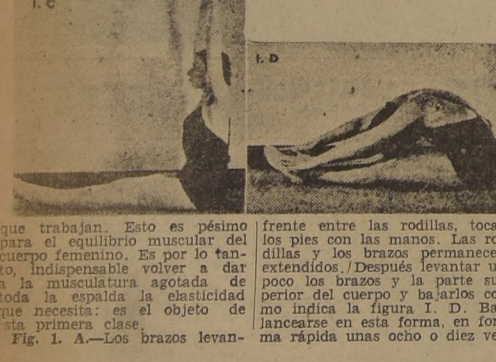 I. C
I. D
que trabajan. Esto es pésimo
para el equilibrio muscular del
cuerpo femenino. Es por lo tan-
to, indispensable volver a dar
a la musculatura agotada de
toda la espalda la elasticidad
que necesita: es el objeto de
sta primera clase.
Fig. 1. A.—Los brazos levan-
frente entre las rodillas, toca
los pies con las manos. Las ro
dillas y los brazos permanece
extendidos. Después levantar u
poco los brazos y la parte su
perior del cuerpo y bajarlos co
mo indica la figura I. D. Ba
lancearse en esta forma, en for
ma rápida unas ocho o diez ve